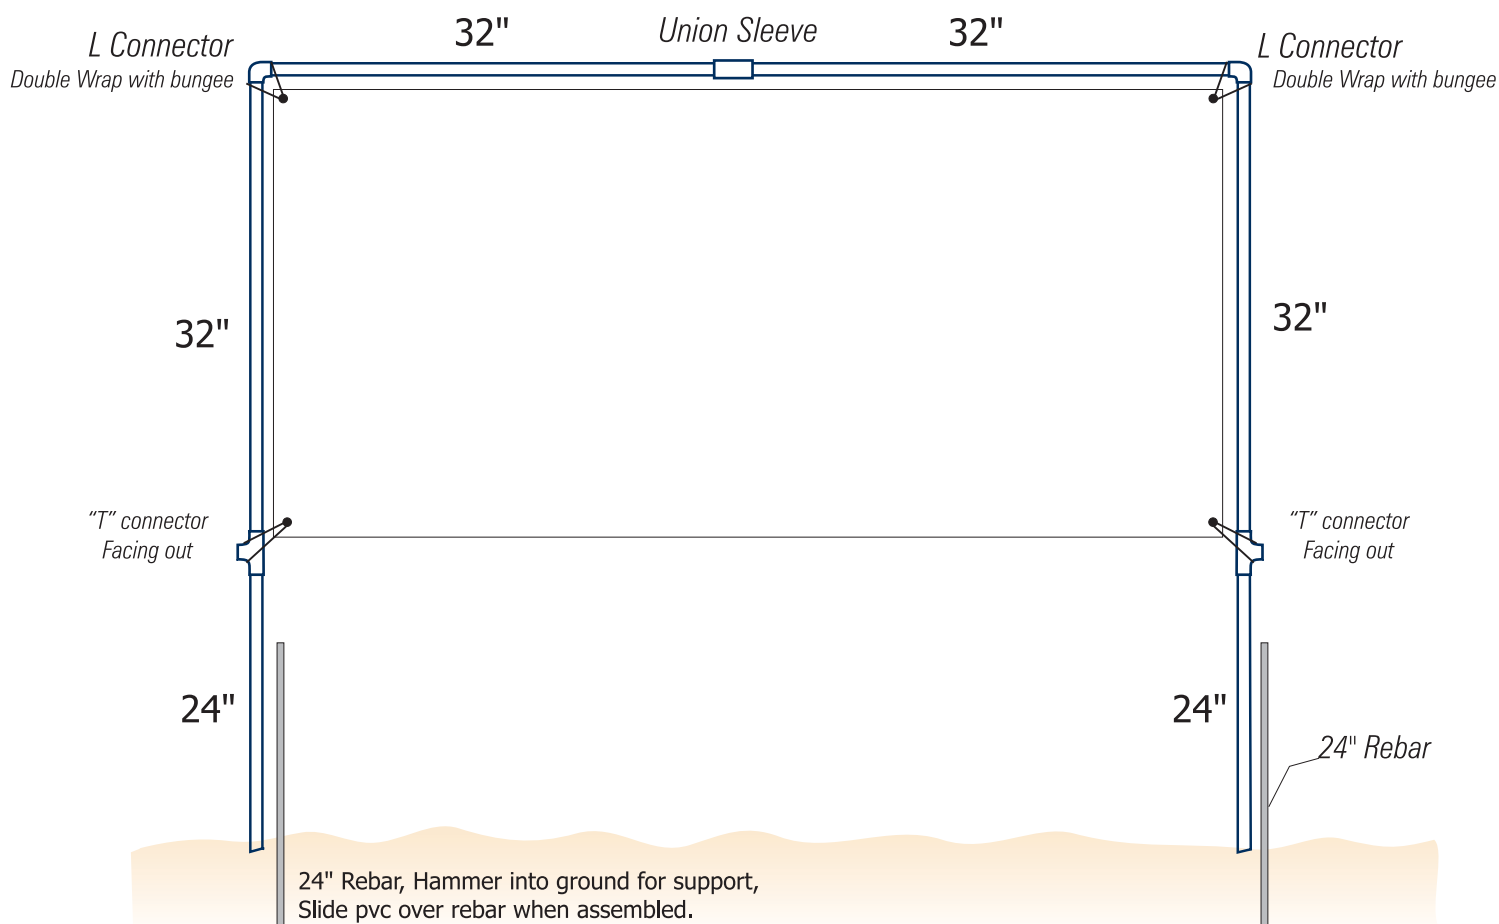 32"
Union Sleeve
32"
L Connector
Double Wrap with bungee
L Connector
Double Wrap with bungee
32"
32"
“T” connector
Facing out
“T” connector
Facing out
24"
24"
24" Rebar
24" Rebar, Hammer into ground for support,
Slide pvc over rebar when assembled.